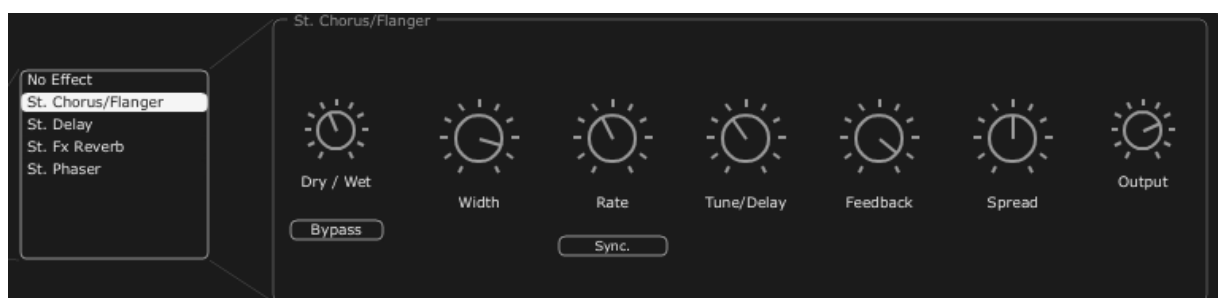 St. Chorus/Flanger
No Effect
St. Chorus/Flanger
St. Delay
St. Fx Reverb
St. Phaser
Dry / Wet
Width
Rate
Tune/Delay
Feedback
Spread
Output
Bypass
Sync.